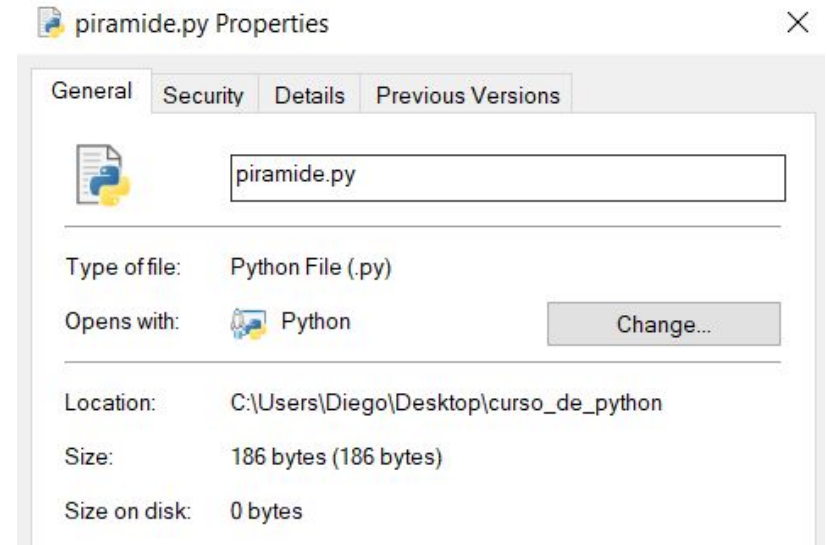 piramide.py Properties
General Security Details Previous Versions
piramide.py
Type of file: Python File (.py)
Opens with: Python Change...
Location: C:\Users\Diego\Desktop\curso_de_python
Size: 186 bytes (186 bytes)
Size on disk: 0 bytes